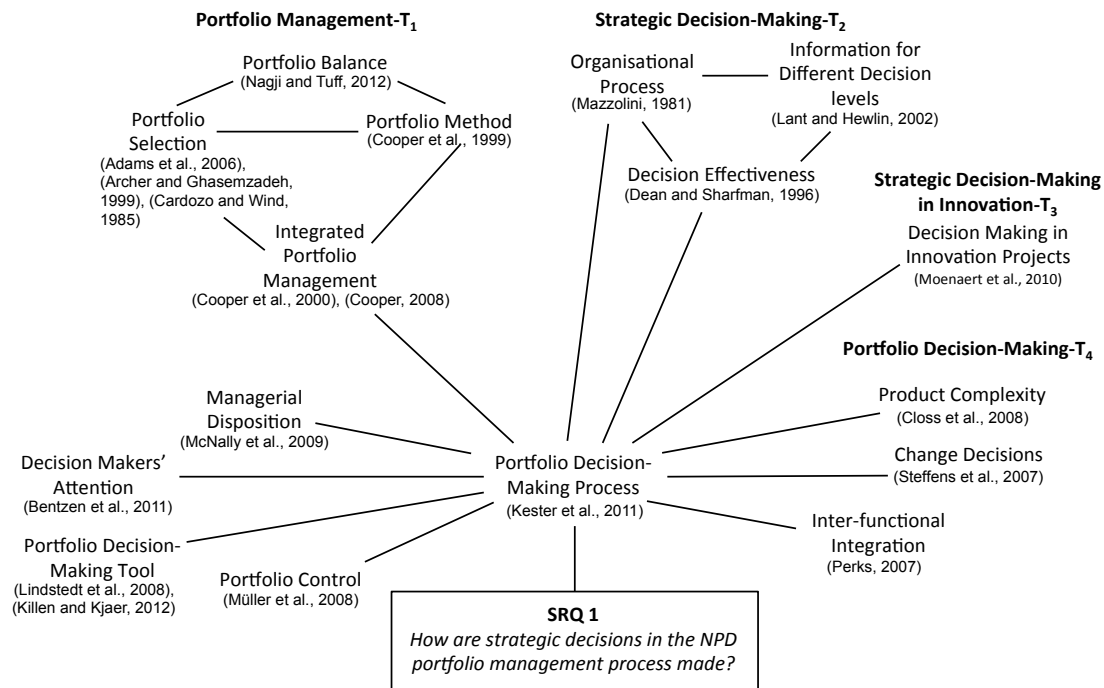 Portfolio Management-T₁
Portfolio Balance
(Nagji and Tuff, 2012)
Portfolio
Selection
(Adams et al., 2006),
(Archer and Ghasemzadeh,
1999), (Cardozo and Wind,
1985)
Portfolio Method
(Cooper et al., 1999)
Integrated
Portfolio
Management
(Cooper et al., 2000), (Cooper, 2008)
Strategic Decision-Making-T₂
Organisational
Process
(Mazzolini, 1981)
Information for
Different Decision
levels
(Lant and Hewlin, 2002)
Decision Effectiveness
(Dean and Sharfman, 1996)
Strategic Decision-Making
in Innovation-T₃
Decision Making in
Innovation Projects
(Moenaert et al., 2010)
Portfolio Decision-Making-T₄
Product Complexity
(Closs et al., 2008)
Change Decisions
(Steffens et al., 2007)
Inter-functional
Integration
(Perks, 2007)
Managerial
Disposition
(McNally et al., 2009)
Decision Makers'
Attention
(Bentzen et al., 2011)
Portfolio Decision-
Making Tool
(Lindstedt et al., 2008),
(Killen and Kjaer, 2012)
Portfolio Control
(Müller et al., 2008)
Portfolio Decision-
Making Process
(Kester et al., 2011)
SRQ 1
How are strategic decisions in the NPD
portfolio management process made?